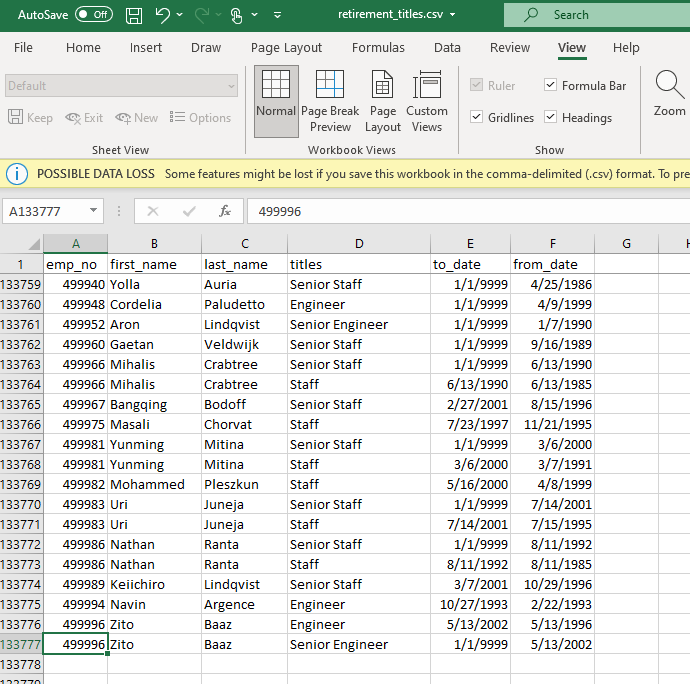 AutoSave Off retirement_titles.csv Search
File Home Insert Draw Page Layout Formulas Data Review View Help
Default
Keep Exit New Options
Sheet View
Normal Page Break Preview Page Layout Custom Views
Workbook Views
Ruler Formula Bar
Gridlines Headings
Show
Zoom
POSSIBLE DATA LOSS Some features might be lost if you save this workbook in the comma-delimited (.csv) format. To pre
A133777 fx 499996
A B C D E F G H
1 emp_no first_name last_name titles to_date from_date
133759 499940 Yolla Auria Senior Staff 1/1/9999 4/25/1986
133760 499948 Cordelia Paludetto Engineer 1/1/9999 4/9/1999
133761 499952 Aron Lindqvist Senior Engineer 1/1/9999 1/7/1990
133762 499960 Gaetan Veldwijk Senior Staff 1/1/9999 9/16/1989
133763 499966 Mihalis Crabtree Senior Staff 1/1/9999 6/13/1990
133764 499966 Mihalis Crabtree Staff 6/13/1990 6/13/1985
133765 499967 Bangqing Bodoff Senior Staff 2/27/2001 8/15/1996
133766 499975 Masali Chorvat Staff 7/23/1997 11/21/1995
133767 499981 Yunming Mitina Senior Staff 1/1/9999 3/6/2000
133768 499981 Yunming Mitina Staff 3/6/2000 3/7/1991
133769 499982 Mohammed Pleszkun Staff 5/16/2000 4/8/1999
133770 499983 Uri Juneja Senior Staff 1/1/9999 7/14/2001
133771 499983 Uri Juneja Staff 7/14/2001 7/15/1995
133772 499986 Nathan Ranta Senior Staff 1/1/9999 8/11/1992
133773 499986 Nathan Ranta Staff 8/11/1992 8/11/1985
133774 499989 Keiichiro Lindqvist Senior Staff 3/7/2001 10/29/1996
133775 499994 Navin Argence Engineer 10/27/1993 2/22/1993
133776 499996 Zito Baaz Engineer 5/13/2002 5/13/1996
133777 499996 Zito Baaz Senior Engineer 1/1/9999 5/13/2002
133778